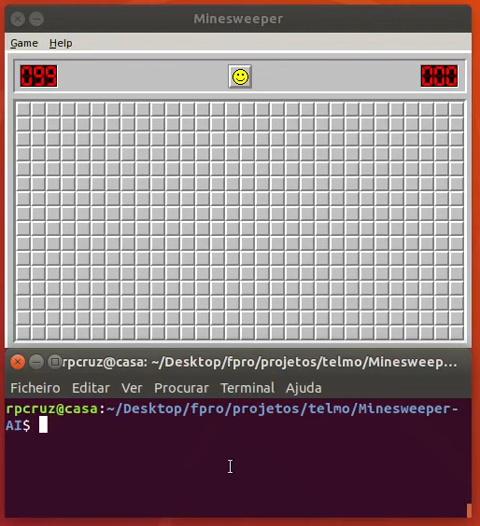 Minesweeper
Game Help
099 000
rpcruz@casa: ~/Desktop/fpro/projetos/telmo/Minesweep...
Ficheiro Editar Ver Procurar Terminal Ajuda
rpcruz@casa:~/Desktop/fpro/projetos/telmo/Minesweeper-
AI$